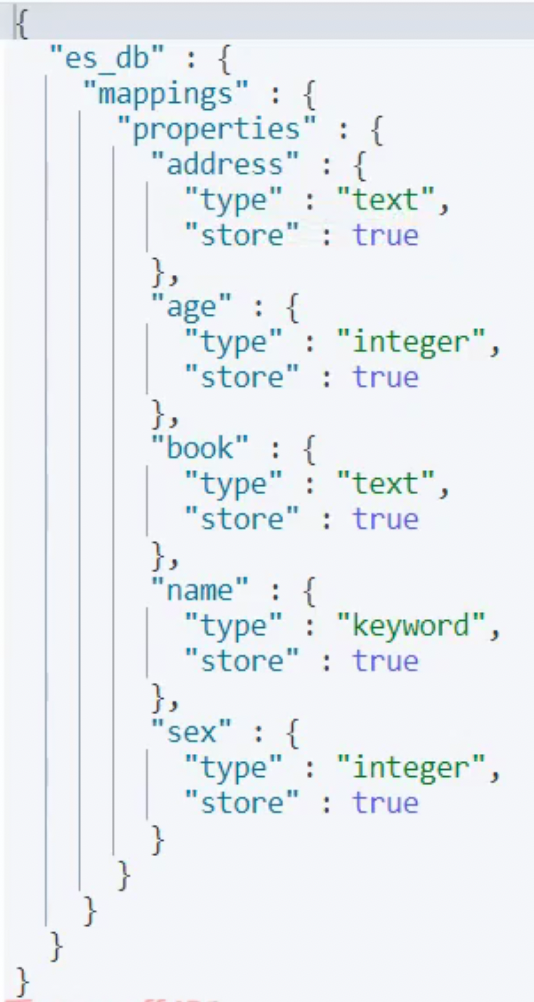 {
  "es_db" : {
    "mappings" : {
      "properties" : {
        "address" : {
          "type" : "text",
          "store" : true
        },
        "age" : {
          "type" : "integer",
          "store" : true
        },
        "book" : {
          "type" : "text",
          "store" : true
        },
        "name" : {
          "type" : "keyword",
          "store" : true
        },
        "sex" : {
          "type" : "integer",
          "store" : true
        }
      }
    }
  }
}